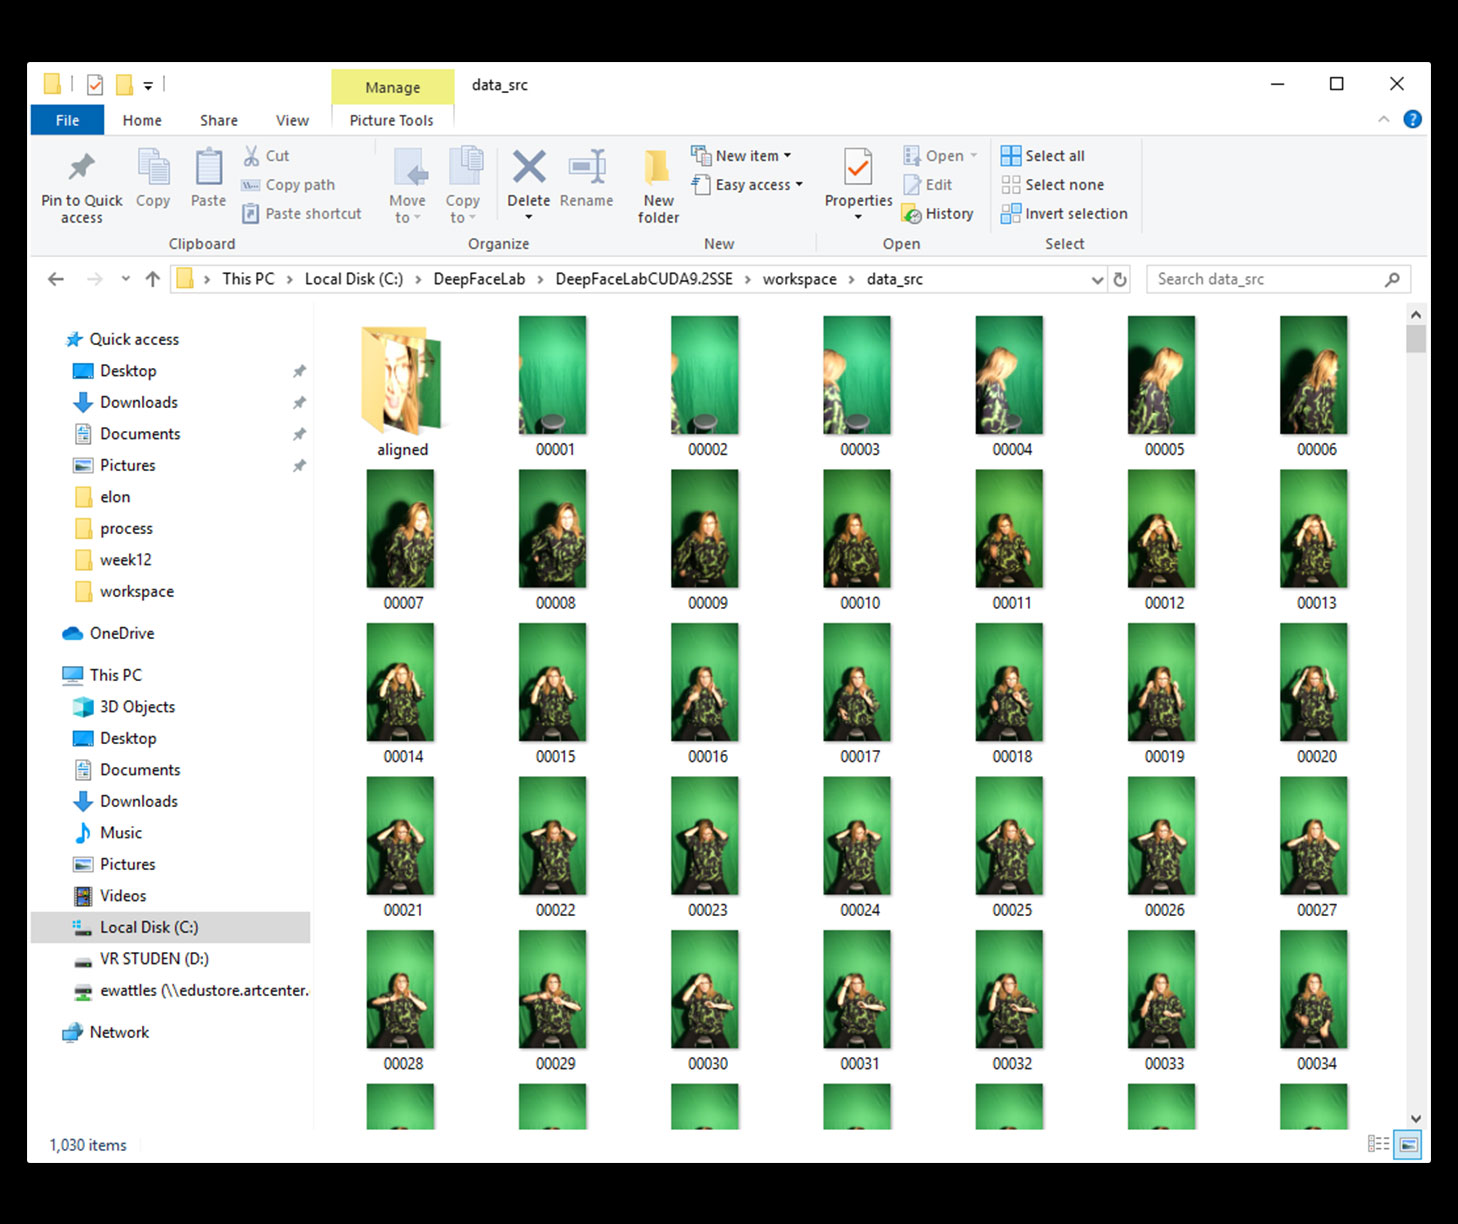 Manage
data_src
File
Home
Share
View
Picture Tools
Pin to Quick access
Copy
Paste
Cut
Copy path
Paste shortcut
Clipboard
Move to
Copy to
Delete
Rename
Organize
New folder
New item
Easy access
New
Properties
Open
Edit
History
Open
Select all
Select none
Invert selection
Select
This PC > Local Disk (C:) > DeepFaceLab > DeepFaceLabCUDA9.2SSE > workspace > data_src
Search data_src
Quick access
Desktop
Downloads
Documents
Pictures
elon
process
week12
workspace
OneDrive
This PC
3D Objects
Desktop
Documents
Downloads
Music
Pictures
Videos
Local Disk (C:)
VR STUDEN (D:)
ewattles (\\edustore.artcenter.
Network
aligned 00001 00002 00003 00004 00005 00006
00007 00008 00009 00010 00011 00012 00013
00014 00015 00016 00017 00018 00019 00020
00021 00022 00023 00024 00025 00026 00027
00028 00029 00030 00031 00032 00033 00034
1,030 items